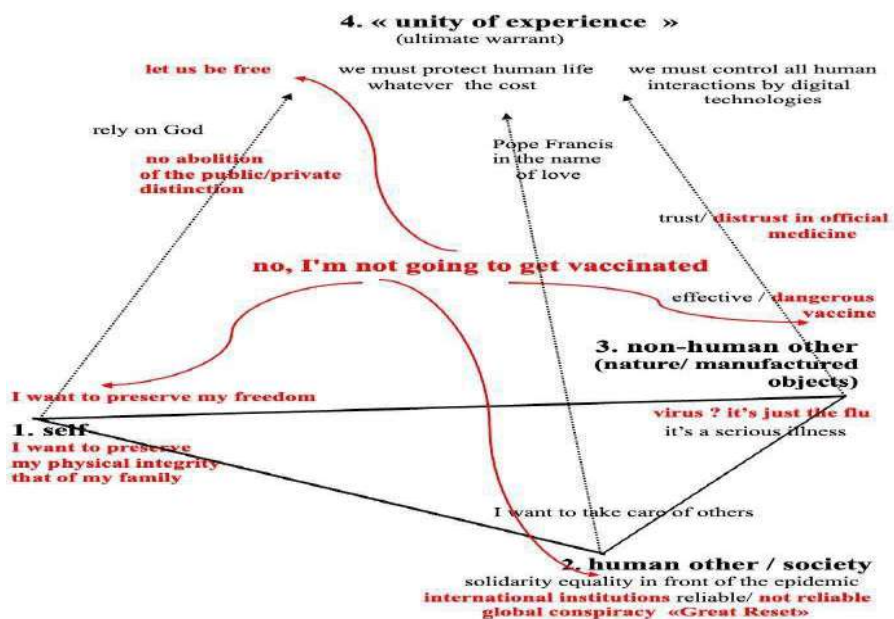 4. « unity of experience »
(ultimate warrant)
let us be free
we must protect human life
whatever the cost
we must control all human
interactions by digital
technologies
rely on God
no abolition
of the public/private
distinction
Pope Francis
in the name
of love
trust/ distrust in official
medicine
no, I'm not going to get vaccinated
effective / dangerous
vaccine
3. non-human other
(nature/ manufactured
objects)
I want to preserve my freedom
1. self
I want to preserve
my physical integrity
that of my family
virus ? it's just the flu
it's a serious illness
I want to take caro of others
2. human other / society
solidarity equality in front of the epidemic
international institutions reliable/ not reliable
global conspiracy «Great Reset»